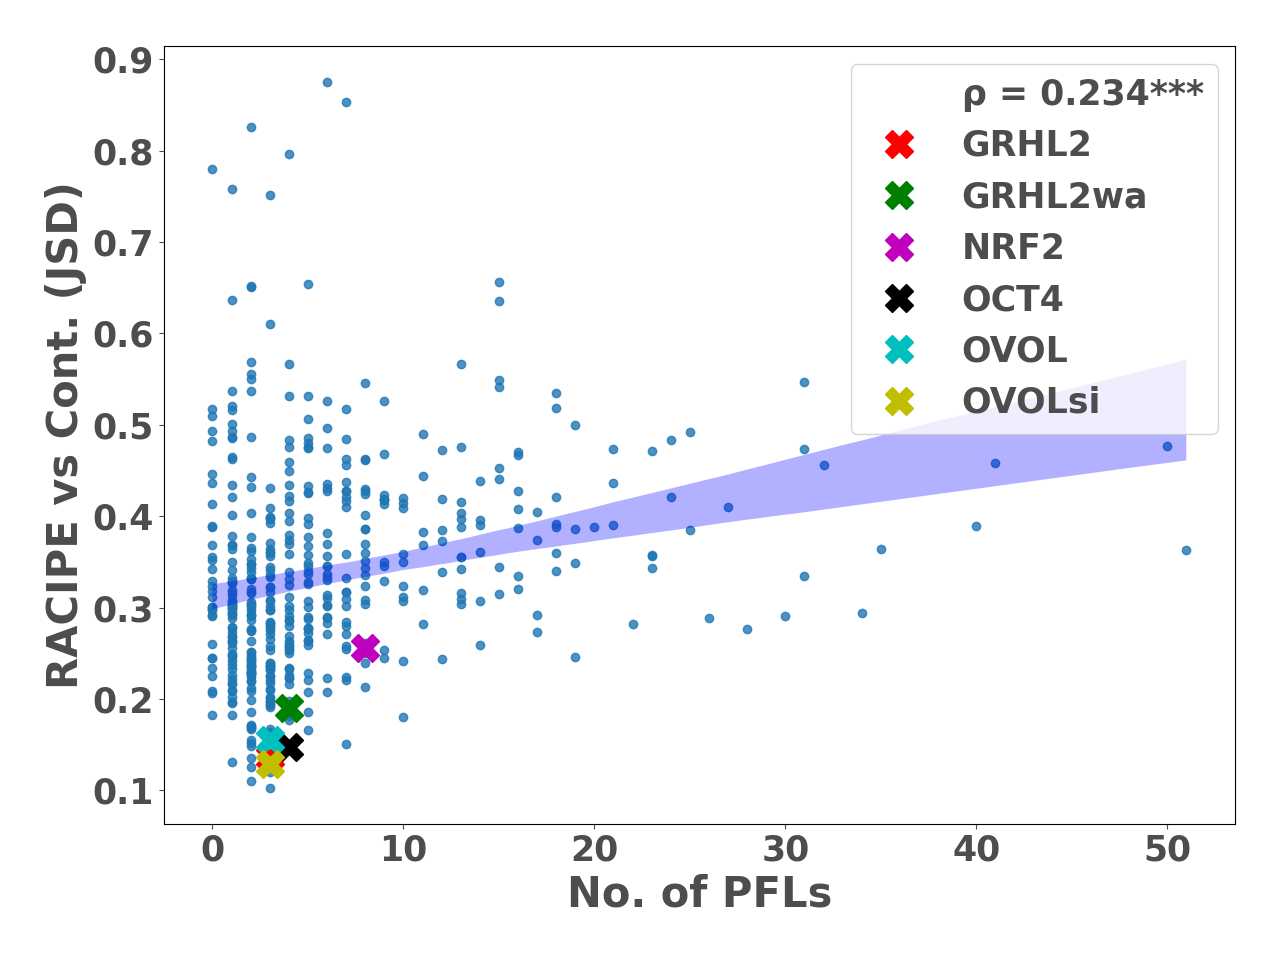 RACIPE vs Cont. (JSD)
0.9
0.8
0.7
0.6
0.5
0.4
0.3
0.2
0.1
ρ = 0.234***
GRHL2
GRHL2wa
NRF2
OCT4
OVOL
OVOLsi
0 10 20 30 40 50
No. of PFLs